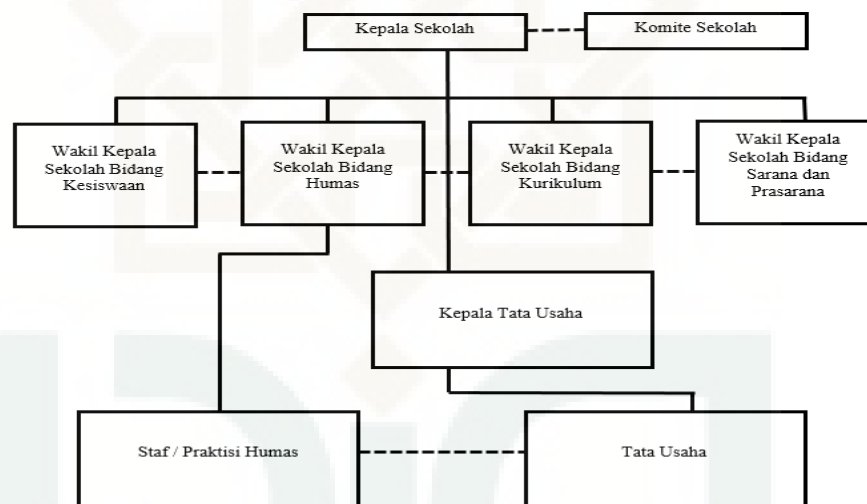 Kepala Sekolah
Komite Sekolah
Wakil Kepala
Sekolah Bidang
Kesiswaan
Wakil Kepala
Sekolah Bidang
Humas
Wakil Kepala
Sekolah Bidang
Kurikulum
Wakil Kepala
Sekolah Bidang
Sarana dan
Prasarana
Kepala Tata Usaha
Staf / Praktisi Humas
Tata Usaha